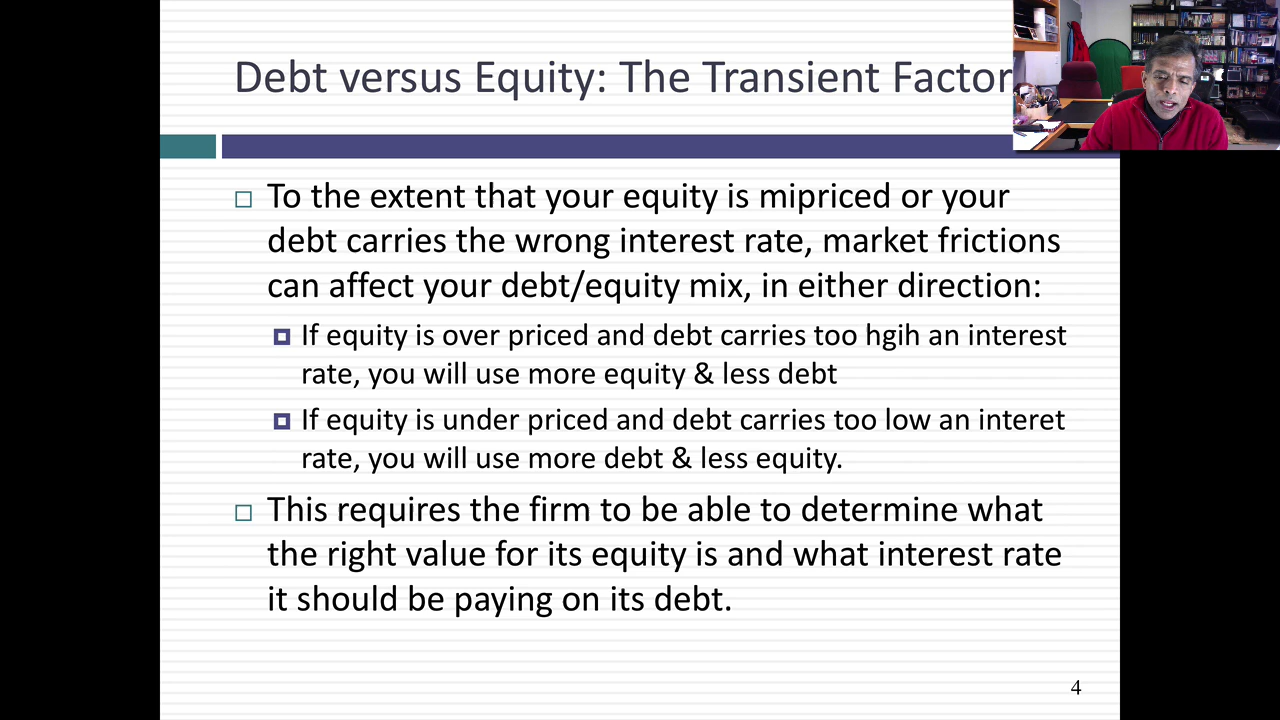 Debt versus Equity: The Transient Factor
To the extent that your equity is mipriced or your
debt carries the wrong interest rate, market frictions
can affect your debt/equity mix, in either direction:
If equity is over priced and debt carries too hgih an interest
rate, you will use more equity & less debt
If equity is under priced and debt carries too low an interet
rate, you will use more debt & less equity.
This requires the firm to be able to determine what
the right value for its equity is and what interest rate
it should be paying on its debt.
4